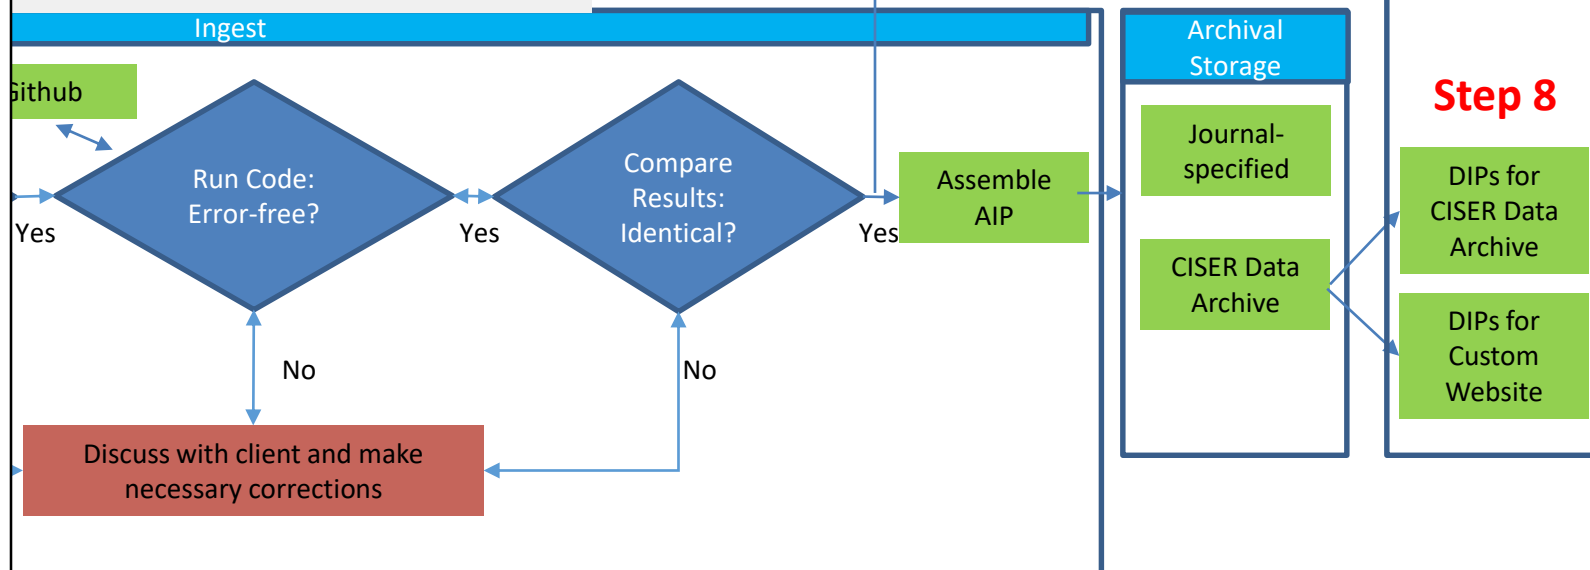 Ingest
Github
Run Code:
Error-free?
Compare
Results:
Identical?
Yes
Yes
Yes
No
No
Discuss with client and make
necessary corrections
Assemble
AIP
Archival
Storage
Journal-
specified
CISER Data
Archive
Step 8
DIPs for
CISER Data
Archive
DIPs for
Custom
Website